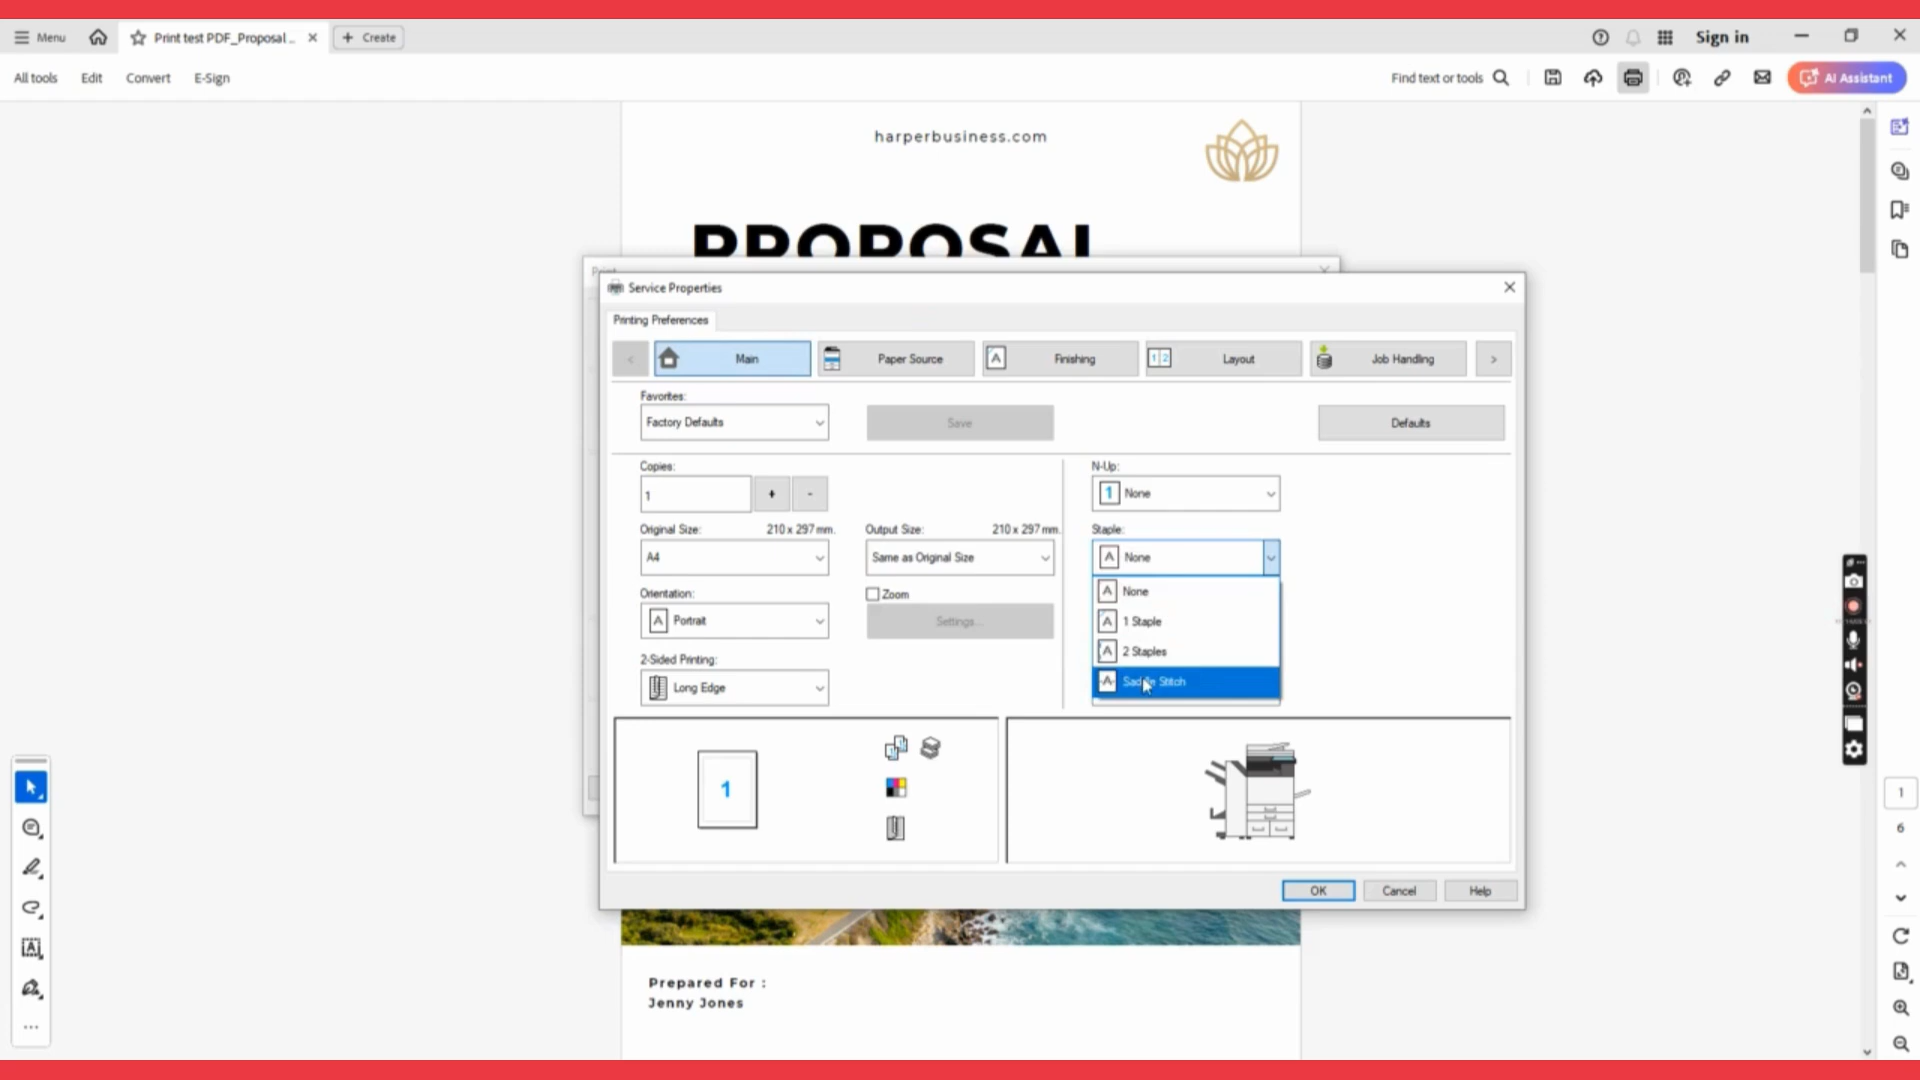 Menu
Print test PDF_Proposal ...
Create
Sign in
All tools
Edit
Convert
E-Sign
Find text or tools
AI Assistant
harperbusiness.com
PROPOSAL
Service Properties
Printing Preferences
<
Main
Paper Source
Finishing
Layout
Job Handling
>
Favorites:
Factory Defaults
Save
Defaults
Copies:
N-Up:
1
+
-
1 None
Original Size: 210 x 297 mm.
Output Size: 210 x 297 mm.
Staple:
A4
Same as Original Size
None
Orientation:
Zoom
None
Portrait
Settings...
1 Staple
2-Sided Printing:
2 Staples
Long Edge
Saddle Stitch
1
OK
Cancel
Help
1
6
Prepared For :
Jenny Jones